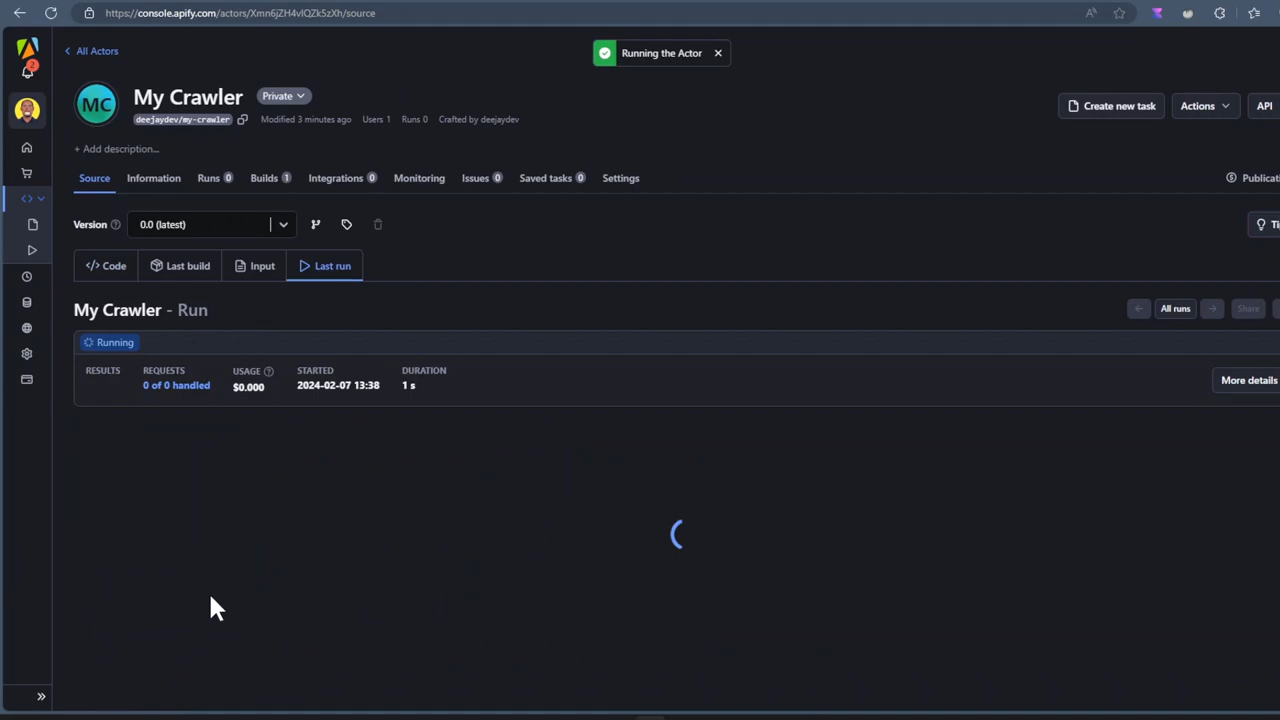 https://console.apify.com/actors/Xmn6jZH4vIQZk5zXh/source
2
All Actors
Running the Actor
MC
My Crawler
Private
deejaydev/my-crawler
Modified 3 minutes ago
Users 1
Runs 0
Crafted by deejaydev
Create new task
Actions
API
+ Add description...
Source
Information
Runs 0
Builds 1
Integrations 0
Monitoring
Issues 0
Saved tasks 0
Settings
Publicati
Version
0.0 (latest)
Ti
</> Code
Last build
Input
Last run
My Crawler - Run
All runs
Share
Running
RESULTS
REQUESTS
USAGE
STARTED
DURATION
0 of 0 handled
$0.000
2024-02-07 13:38
1 s
More details